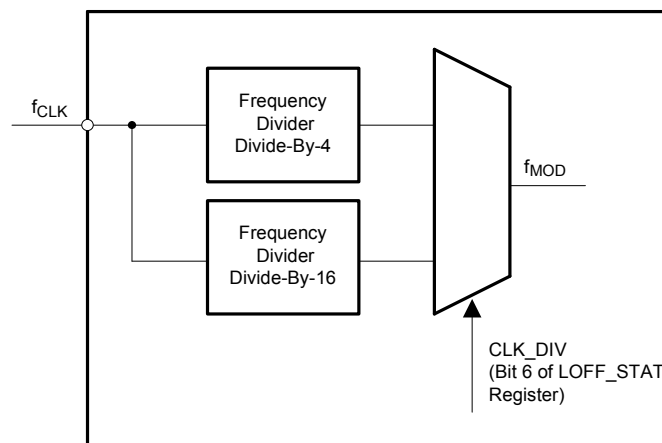 f_CLK
Frequency
Divider
Divide-By-4
f_MOD
Frequency
Divider
Divide-By-16
CLK_DIV
(Bit 6 of LOFF_STAT
Register)